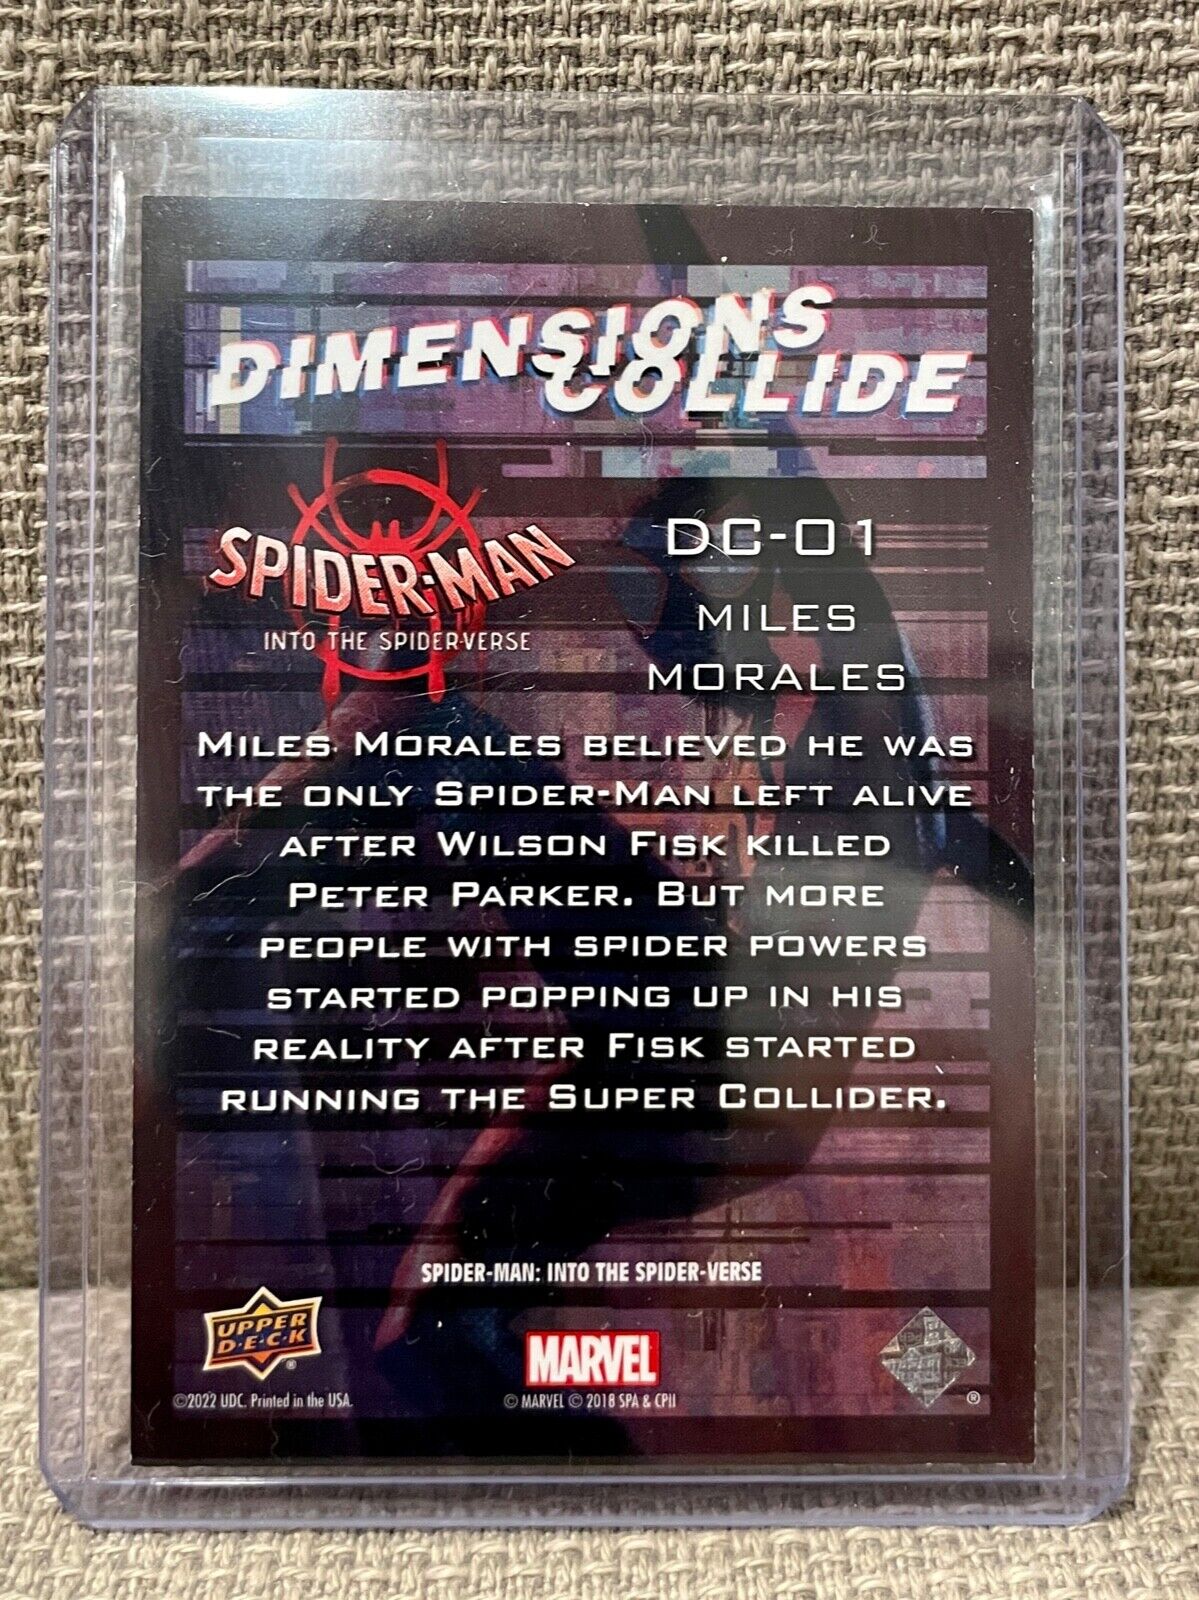 DIMENSIONS
COLLIDE
SPIDER-MAN
INTO THE SPIDER-VERSE
DC-01
MILES
MORALES
MILES MORALES BELIEVED HE WAS
THE ONLY SPIDER-MAN LEFT ALIVE
AFTER WILSON FISK KILLED
PETER PARKER. BUT MORE
PEOPLE WITH SPIDER POWERS
STARTED POPPING UP IN HIS
REALITY AFTER FISK STARTED
RUNNING THE SUPER COLLIDER.
SPIDER-MAN: INTO THE SPIDER-VERSE
UPPER
D·E·C·K
®
MARVEL
®
©2022 UDC. Printed in the USA.
© MARVEL © 2018 SPA & CPII